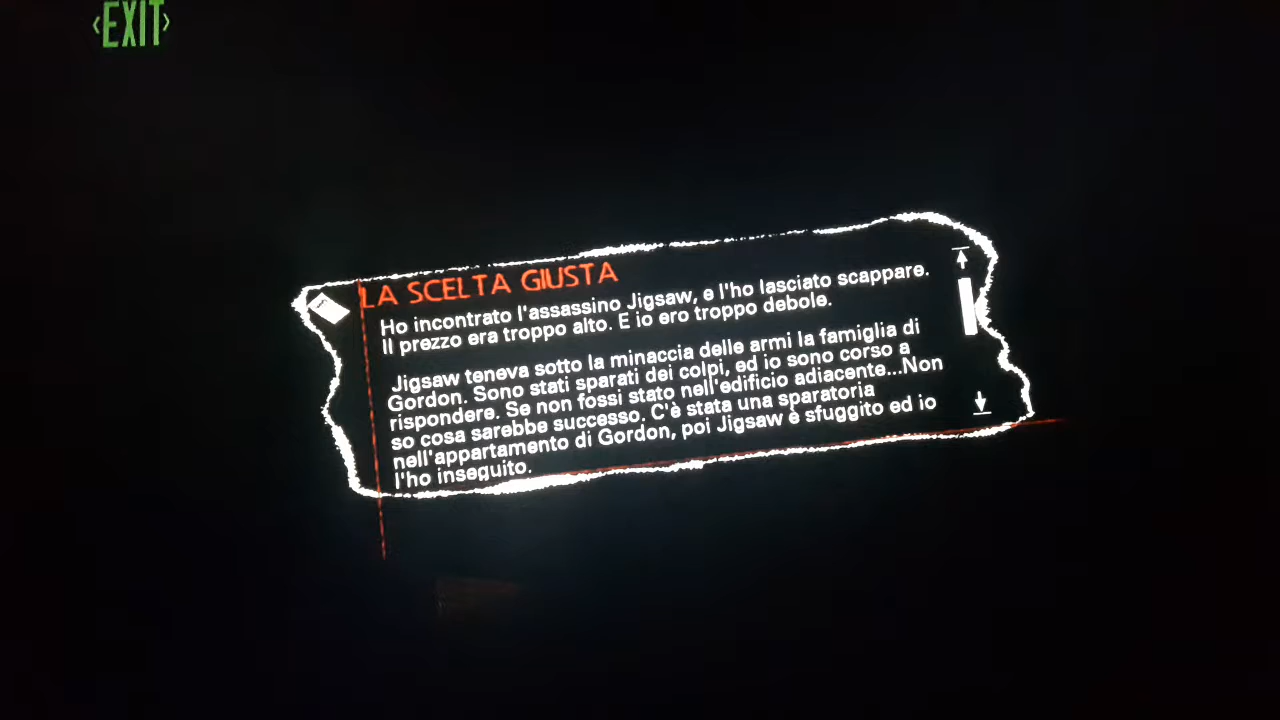 ‹EXIT›
LA SCELTA GIUSTA
Ho incontrato l'assassino Jigsaw, e l'ho lasciato scappare.
Il prezzo era troppo alto. E io ero troppo debole.
Jigsaw teneva sotto la minaccia delle armi la famiglia di
Gordon. Sono stati sparati dei colpi, ed io sono corso a
rispondere. Se non fossi stato nell'edificio adiacente...Non
so cosa sarebbe successo. C'è stata una sparatoria
nell'appartamento di Gordon, poi Jigsaw è sfuggito ed io
l'ho inseguito.